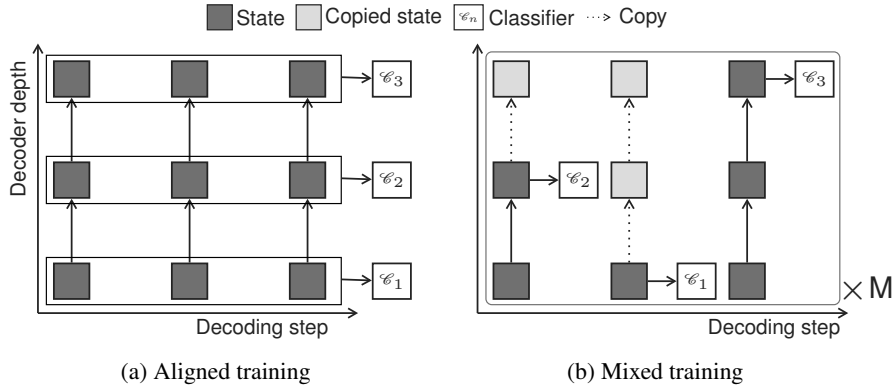 State Copied state 𝒞n Classifier Copy
Decoder depth
𝒞3
𝒞2
𝒞1
Decoding step
(a) Aligned training
𝒞3
𝒞2
𝒞1
× M
Decoding step
(b) Mixed training